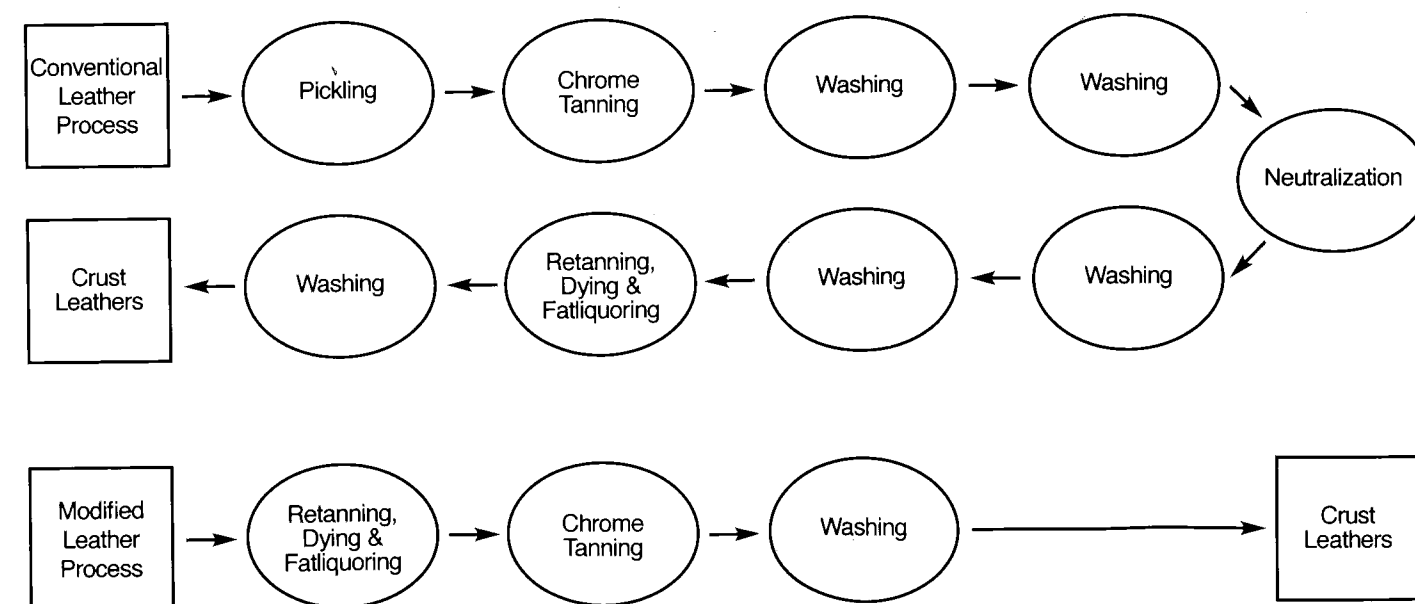 Conventional
Leather
Process
Pickling
Chrome
Tanning
Washing
Washing
Neutralization
Washing
Washing
Retanning,
Dying &
Fatliquoring
Washing
Crust
Leathers
Modified
Leather
Process
Retanning,
Dying &
Fatliquoring
Chrome
Tanning
Washing
Crust
Leathers